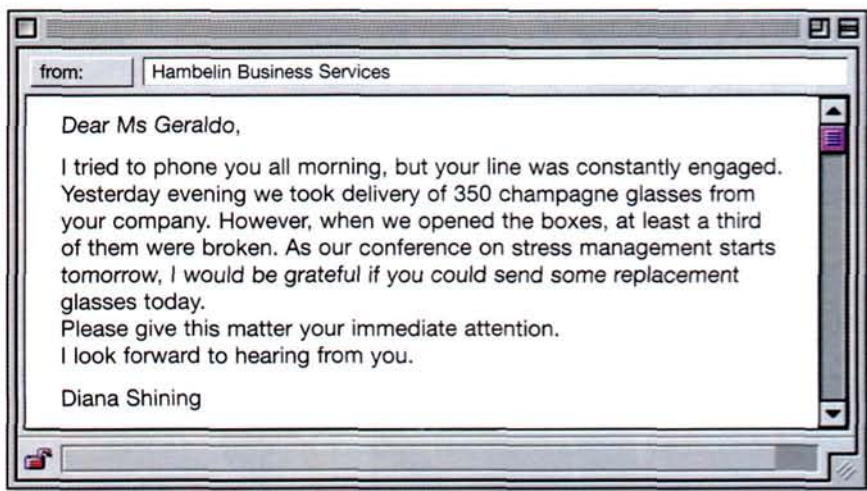 from:
Hambelin Business Services
Dear Ms Geraldo,
I tried to phone you all morning, but your line was constantly engaged.
Yesterday evening we took delivery of 350 champagne glasses from
your company. However, when we opened the boxes, at least a third
of them were broken. As our conference on stress management starts
tomorrow, I would be grateful if you could send some replacement
glasses today.
Please give this matter your immediate attention.
I look forward to hearing from you.
Diana Shining